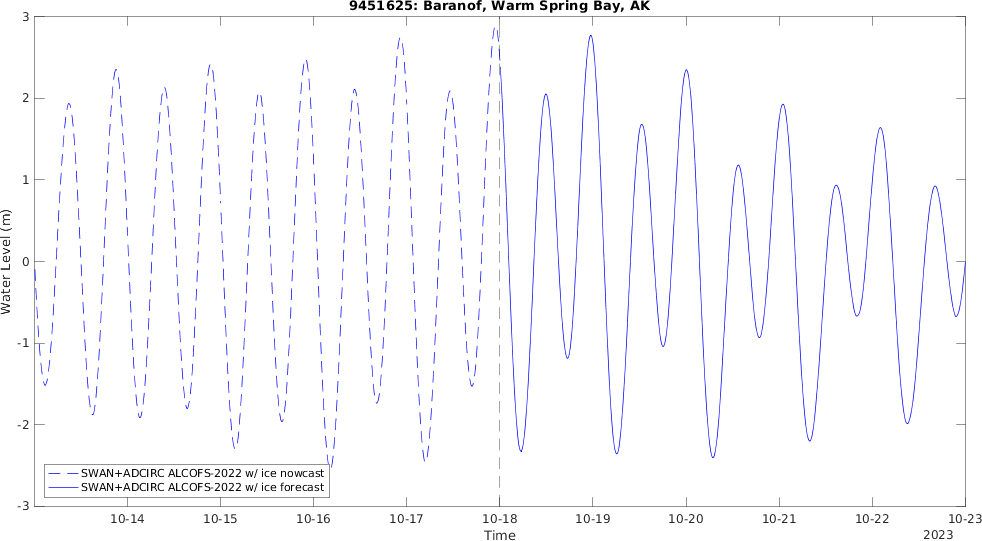 9451625: Baranof, Warm Spring Bay, AK
3
2
1
0
-1
-2
-3
Water Level (m)
SWAN+ADCIRC ALCOFS-2022 w/ ice nowcast
SWAN+ADCIRC ALCOFS-2022 w/ ice forecast
10-14 10-15 10-16 10-17 10-18 10-19 10-20 10-21 10-22 10-23
Time
2023